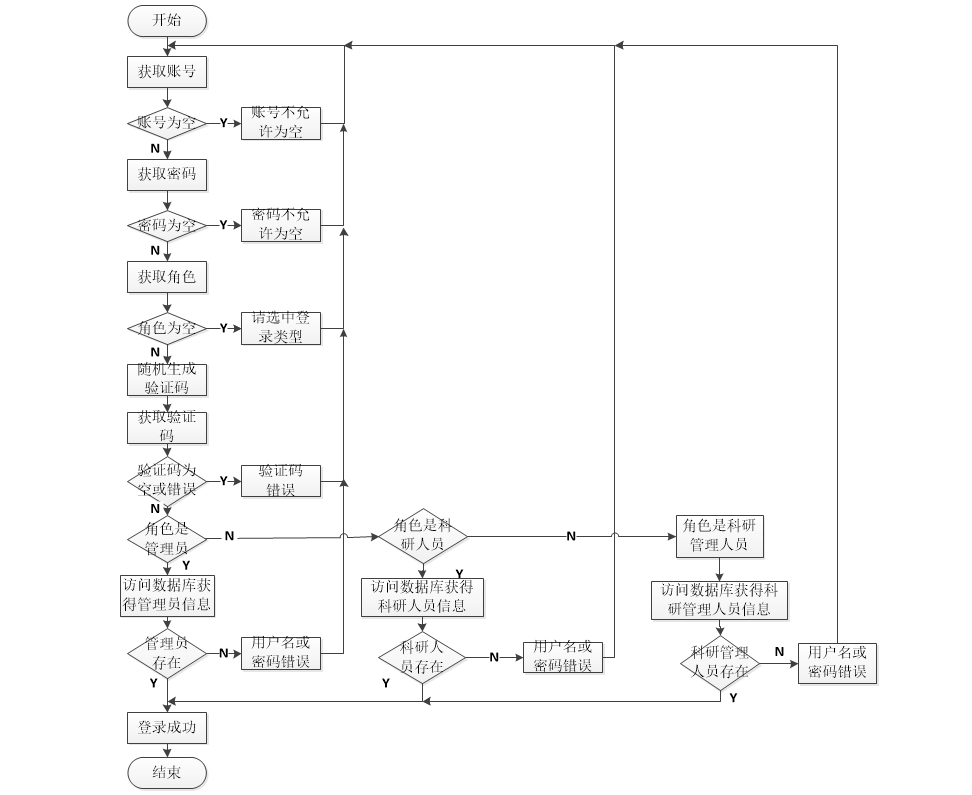 开始
获取账号
账号为空
Y
账号不允
许为空
N
获取密码
密码为空
Y
密码不允
许为空
N
获取角色
角色为空
Y
请选中登
录类型
N
随机生成
验证码
获取验证
码
验证码为
空或错误
Y
验证码
错误
N
角色是
管理员
N
角色是科
研人员
N
角色是科研
管理人员
Y
Y
访问数据库获
得管理员信息
访问数据库获得
科研人员信息
访问数据库获得科
研管理人员信息
管理员
存在
N
用户名或
密码错误
科研人
员存在
N
用户名或
密码错误
科研管理
人员存在
N
用户名或
密码错误
Y
Y
Y
登录成功
结束